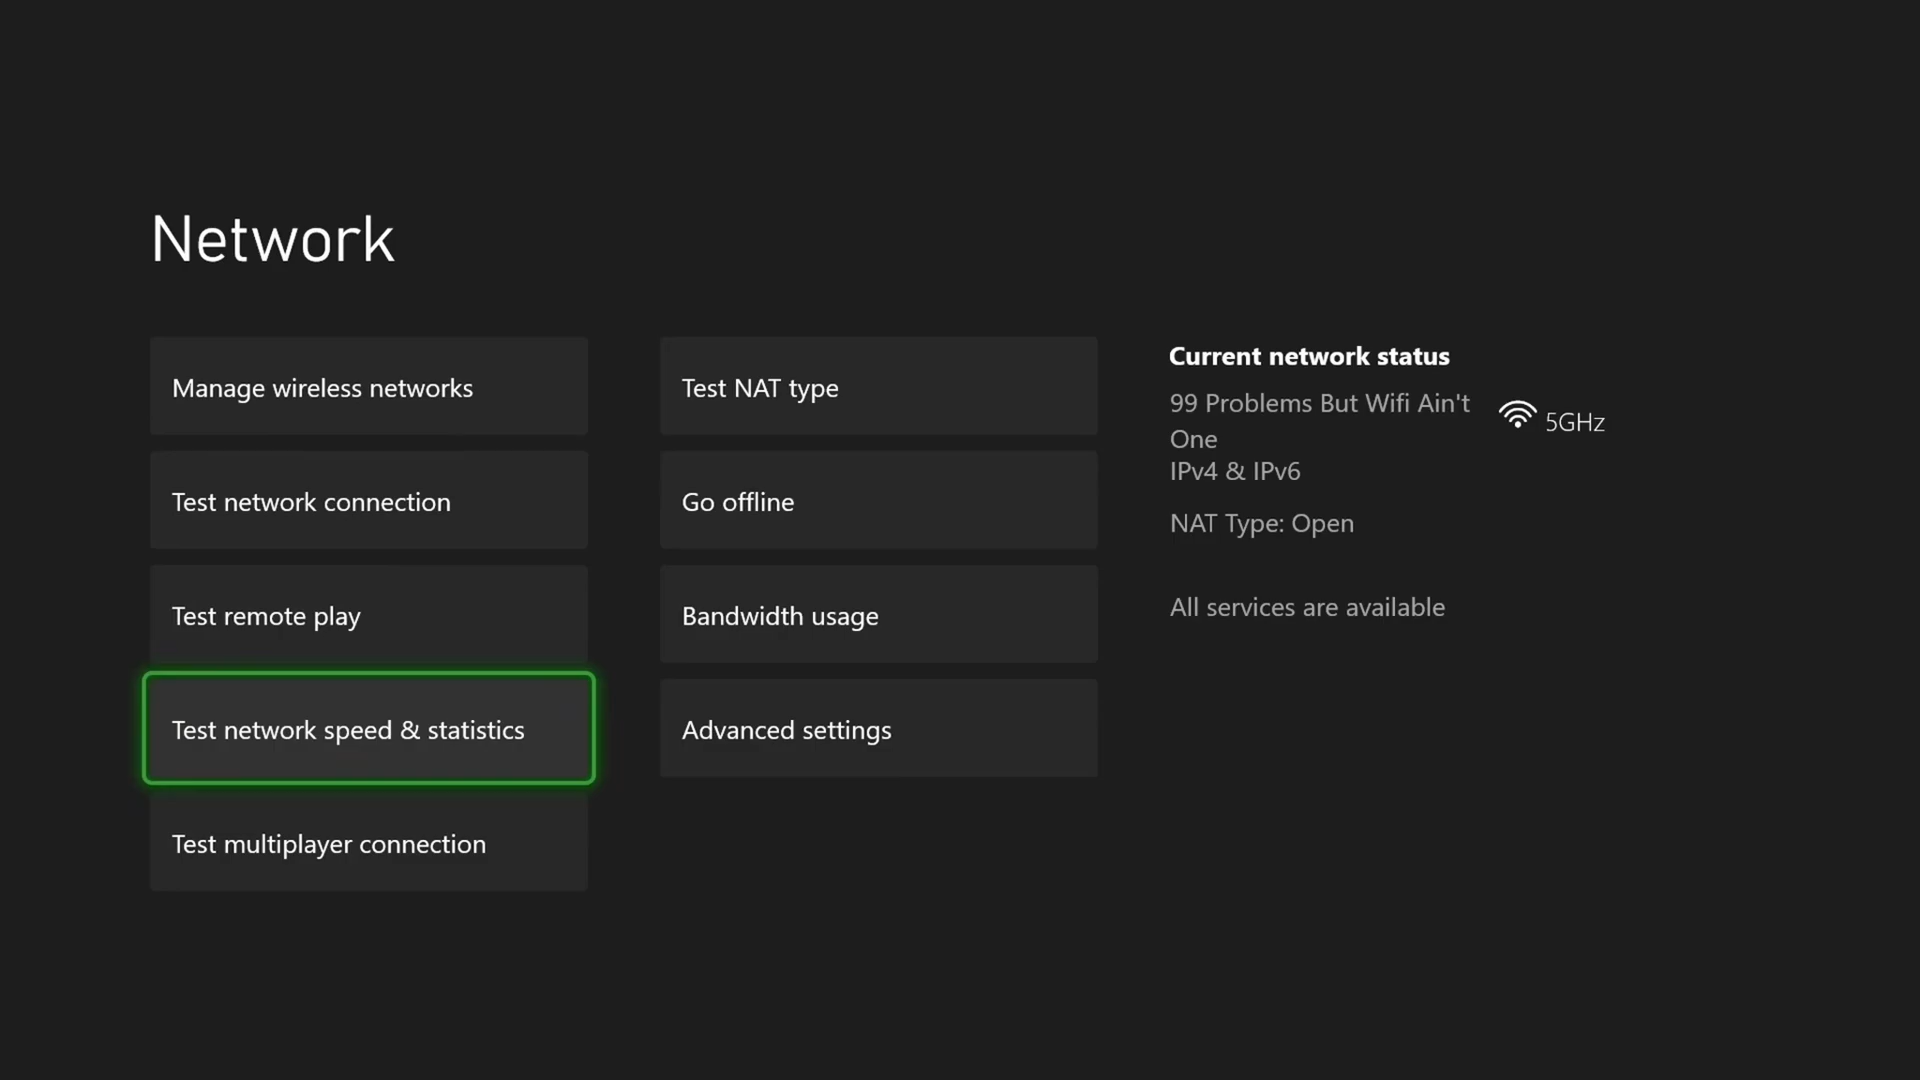 Network
Manage wireless networks
Test network connection
Test remote play
Test network speed & statistics
Test multiplayer connection
Test NAT type
Go offline
Bandwidth usage
Advanced settings
Current network status
99 Problems But Wifi Ain't
One
5GHz
IPv4 & IPv6
NAT Type: Open
All services are available